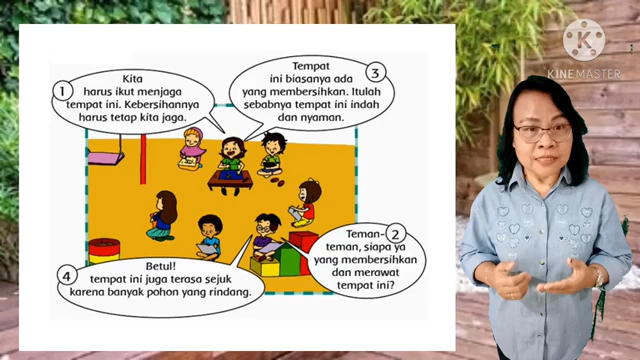 1
Kita
harus ikut menjaga
tempat ini. Kebersihannya
harus tetap kita jaga.
2
Teman-
teman, siapa ya
yang membersihkan
dan merawat
tempat ini?
3
Tempat
ini biasanya ada
yang membersihkan. Itulah
sebabnya tempat ini indah
dan nyaman.
4
Betul!
tempat ini juga terasa sejuk
karena banyak pohon yang rindang.
K
KINEMASTER